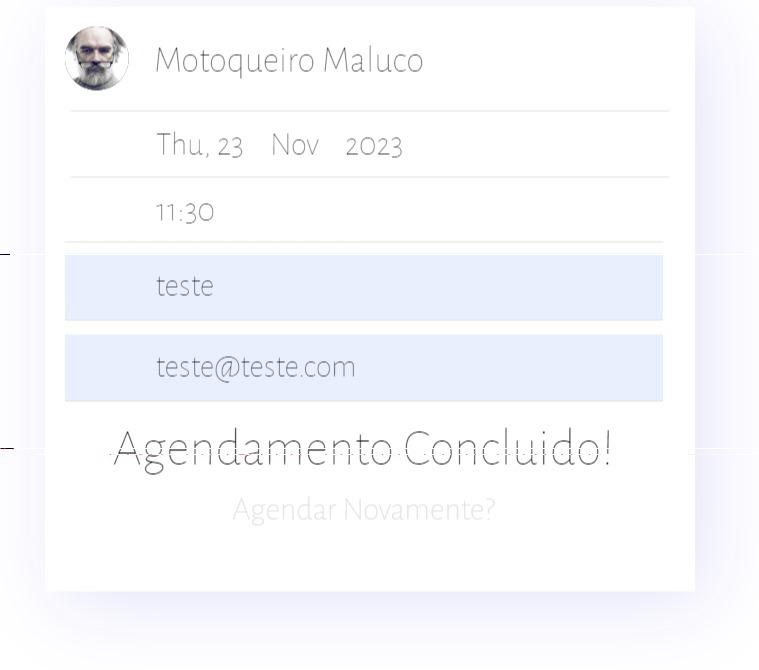 Motoqueiro Maluco
Thu, 23 Nov 2023
11:30
teste
teste@teste.com
Agendamento Concluido!
Agendar Novamente?